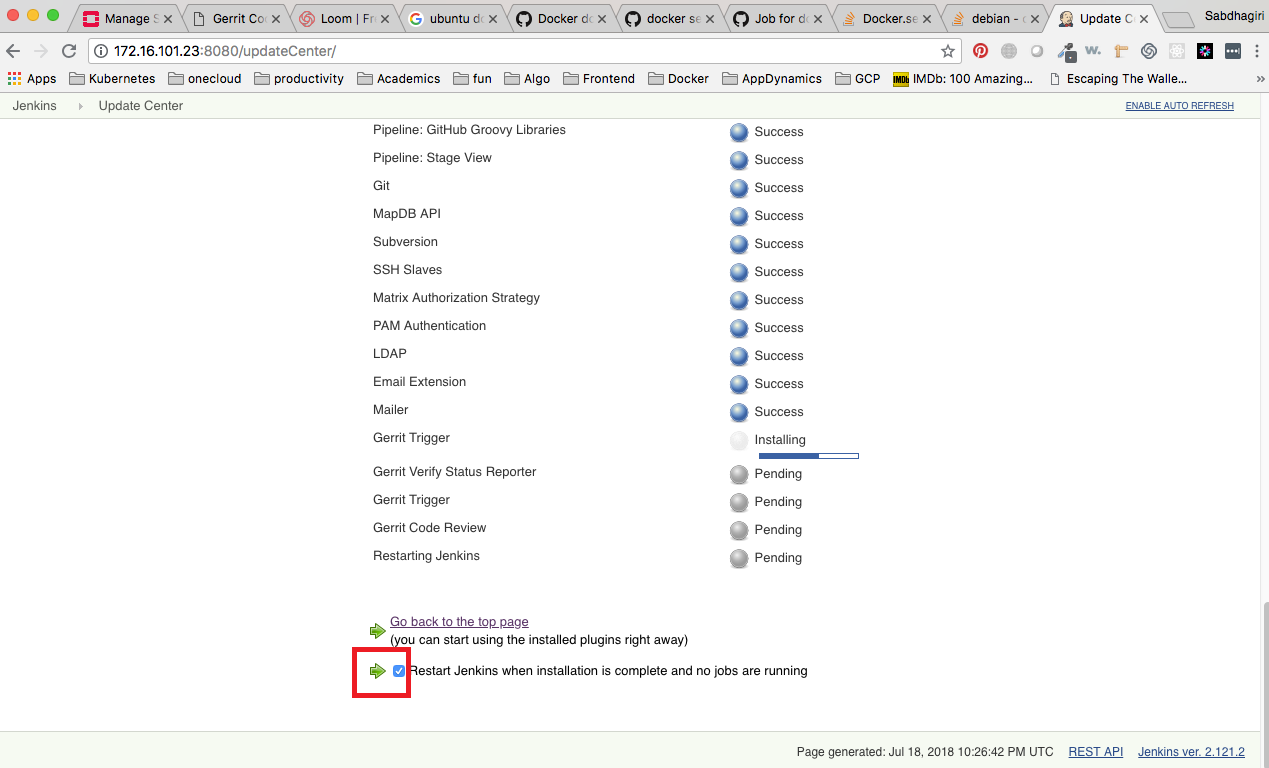 Manage S
Gerrit Co
Loom | Fr
ubuntu d
Docker d
docker se
Job for d
Docker.se
debian -
Update C
Sabdhagiri
172.16.101.23:8080/updateCenter/
Apps Kubernetes onecloud productivity Academics fun Algo Frontend Docker AppDynamics GCP IMDb: 100 Amazing... Escaping The Walle... »
Jenkins Update Center ENABLE AUTO REFRESH
Pipeline: GitHub Groovy Libraries Success
Pipeline: Stage View Success
Git Success
MapDB API Success
Subversion Success
SSH Slaves Success
Matrix Authorization Strategy Success
PAM Authentication Success
LDAP Success
Email Extension Success
Mailer Success
Gerrit Trigger Installing
Gerrit Verify Status Reporter Pending
Gerrit Trigger Pending
Gerrit Code Review Pending
Restarting Jenkins Pending
Go back to the top page
(you can start using the installed plugins right away)
Restart Jenkins when installation is complete and no jobs are running
Page generated: Jul 18, 2018 10:26:42 PM UTC REST API Jenkins ver. 2.121.2